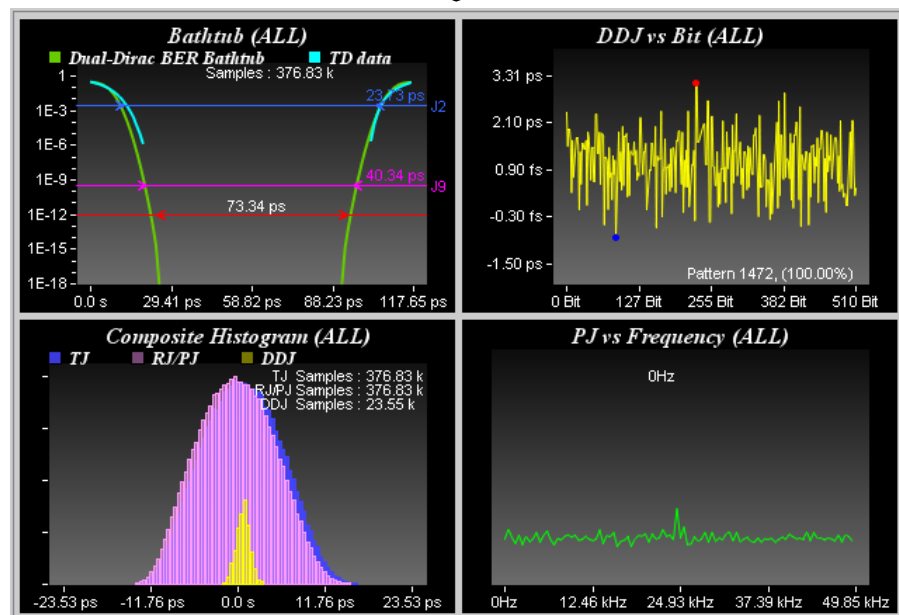 Bathtub (ALL)
Dual-Dirac BER Bathtub TD data
Samples : 376.83 k
1
1E-3
1E-6
1E-9
1E-12
1E-15
1E-18
23.73 ps J2
40.34 ps J9
73.34 ps
0.0 s 29.41 ps 58.82 ps 88.23 ps 117.65 ps
DDJ vs Bit (ALL)
3.31 ps
2.10 ps
0.90 fs
-0.30 fs
-1.50 ps
Pattern 1472, (100.00%)
0 Bit 127 Bit 255 Bit 382 Bit 510 Bit
Composite Histogram (ALL)
TJ RJ/PJ DDJ
TJ Samples : 376.83 k
RJ/PJ Samples : 376.83 k
DDJ Samples : 23.55 k
-23.53 ps -11.76 ps 0.0 s 11.76 ps 23.53 ps
PJ vs Frequency (ALL)
0Hz
0Hz 12.46 kHz 24.93 kHz 37.39 kHz 49.85 kHz